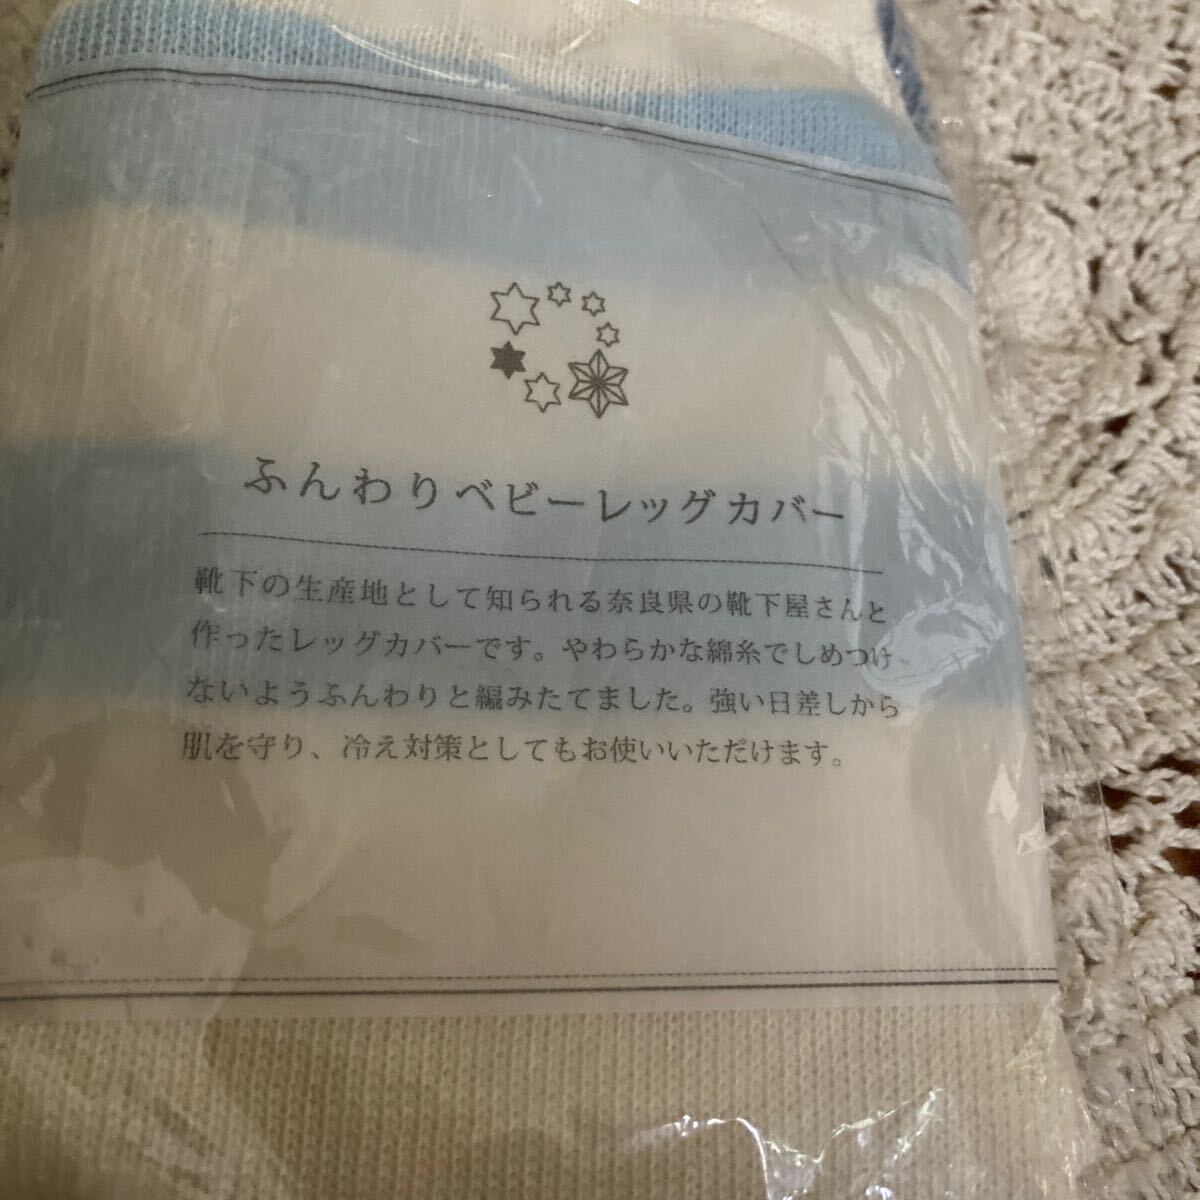 ふんわりベビーレッグカバー
靴下の生産地として知られる奈良県の靴下屋さんと
作ったレッグカバーです。やわらかな綿糸でしめつけ
ないようふんわりと編みたてました。強い日差しから
肌を守り、冷え対策としてもお使いいただけます。